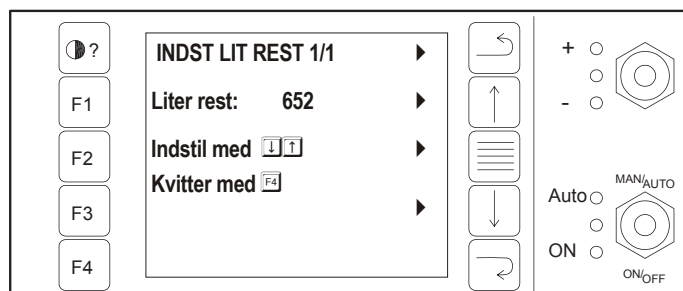 ?
F1
F2
F3
F4
INDST LIT REST 1/1
Liter rest: 652
Indstil med ↓ ↑
Kvitter med F4
+
-
MAN/AUTO
Auto
ON
ON/OFF